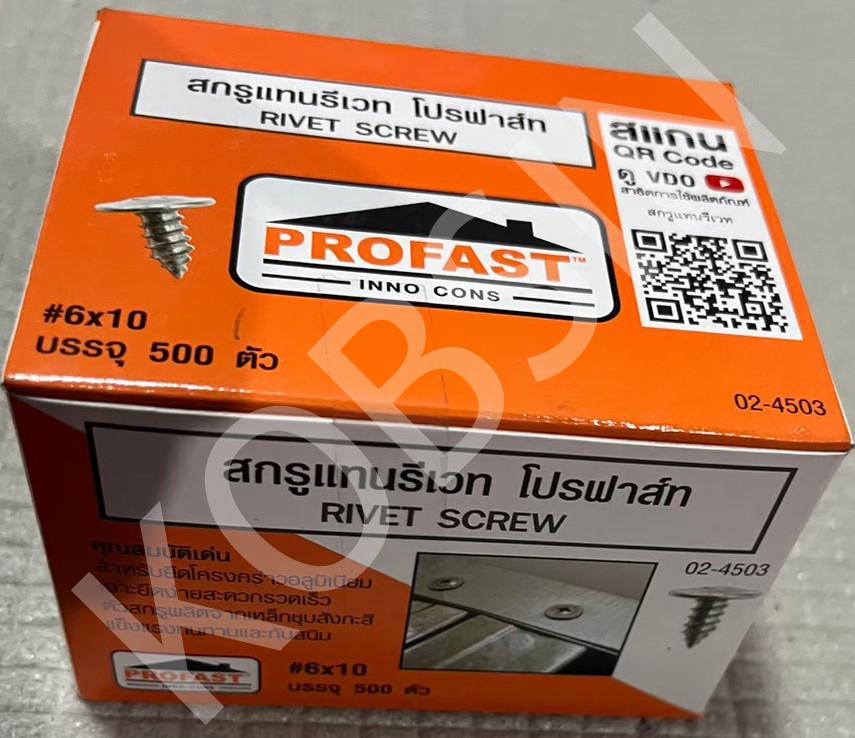 สกรูแทนรีเวท โปรฟาส์ท
RIVET SCREW
สแกน
QR Code
ดู VDO
สาธิตการใช้ผลิตภัณฑ์
สกรูแทนรีเวท
PROFAST™
INNO CONS
#6x10
บรรจุ 500 ตัว
02-4503
สกรูแทนรีเวท โปรฟาส์ท
RIVET SCREW
คุณสมบัติเด่น
สำหรับยึดโครงคร่าวอลูมิเนียม
เจาะยึดง่ายสะดวกรวดเร็ว
ตัวสกรูผลิตจากเหล็กชุบสังกะสี
แข็งแรงทนทานและกันสนิม
02-4503
PROFAST
INNO CONS
#6x10
บรรจุ 500 ตัว
KOBSIN